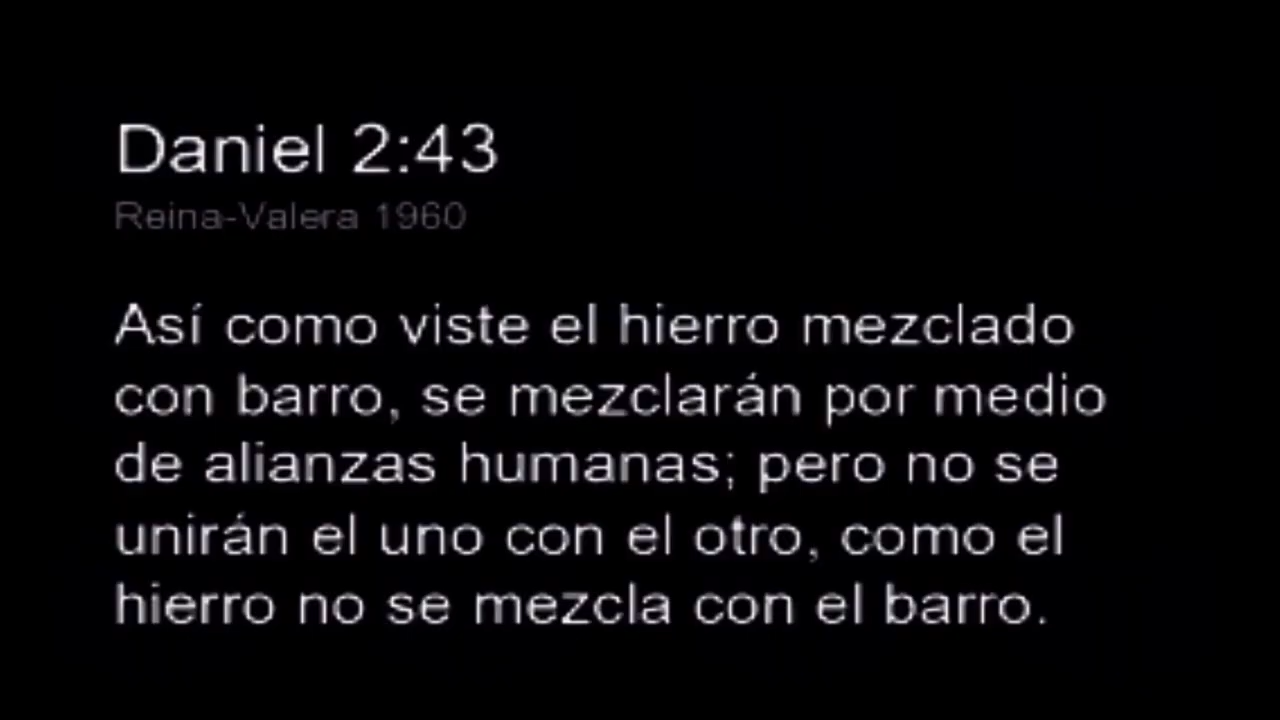 Daniel 2:43
Reina-Valera 1960
Así como viste el hierro mezclado
con barro, se mezclarán por medio
de alianzas humanas; pero no se
unirán el uno con el otro, como el
hierro no se mezcla con el barro.